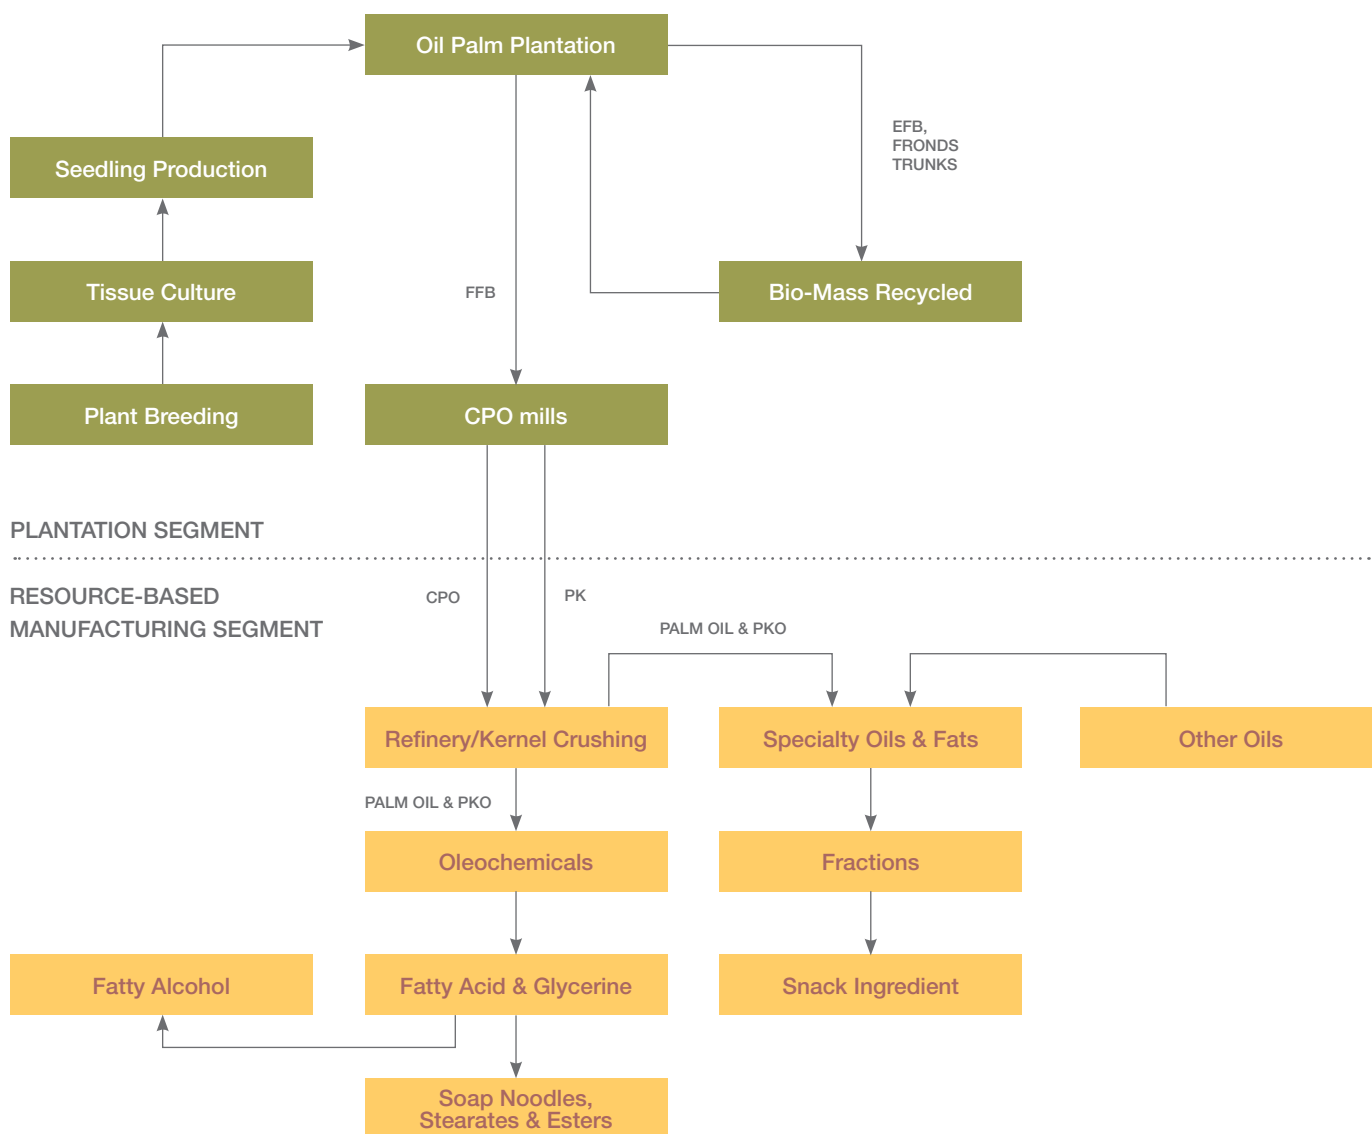 Oil Palm Plantation
EFB,
FRONDS
TRUNKS
Seedling Production
Tissue Culture
FFB
Bio-Mass Recycled
Plant Breeding
CPO mills
PLANTATION SEGMENT
RESOURCE-BASED
MANUFACTURING SEGMENT
CPO
PK
PALM OIL & PKO
Refinery/Kernel Crushing
Specialty Oils & Fats
Other Oils
PALM OIL & PKO
Oleochemicals
Fractions
Fatty Alcohol
Fatty Acid & Glycerine
Snack Ingredient
Soap Noodles,
Stearates & Esters